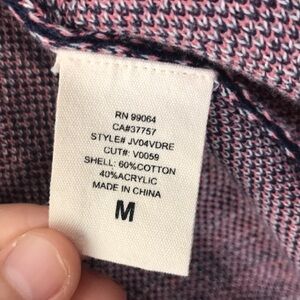 RN 99064
CA#37757
STYLE# JV04VDRE
CUT#: V0059
SHELL: 60%COTTON
40%ACRYLIC
MADE IN CHINA
M